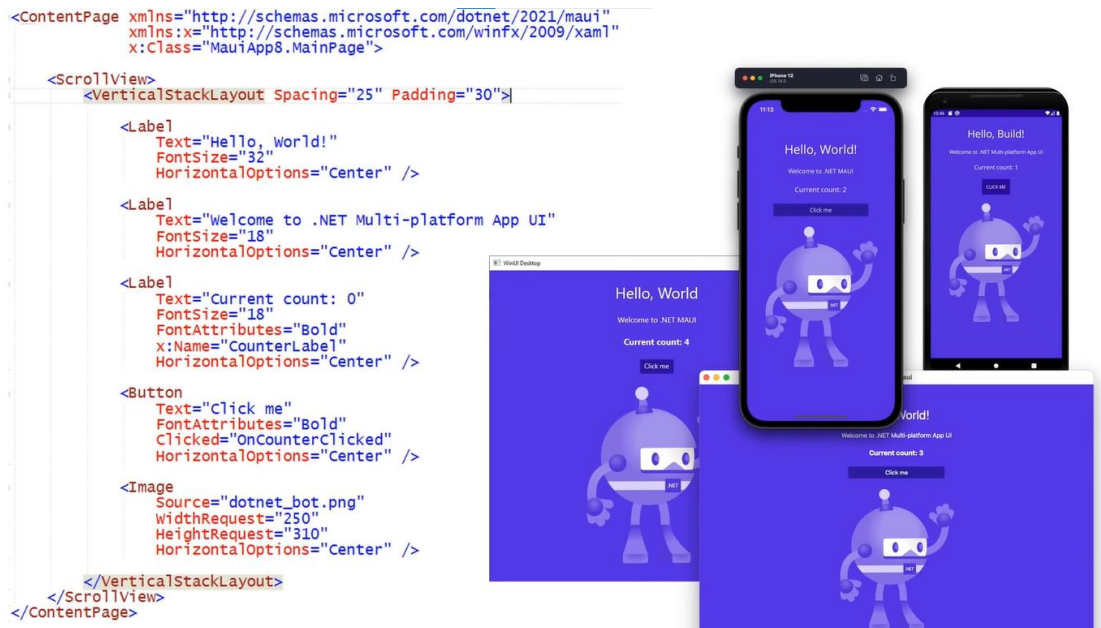 <ContentPage xmlns="http://schemas.microsoft.com/dotnet/2021/maui"
xmlns:x="http://schemas.microsoft.com/winfx/2009/xaml"
x:Class="MauiApp8.MainPage">
<ScrollView>
<VerticalStackLayout Spacing="25" Padding="30">
<Label
Text="Hello, World!"
FontSize="32"
HorizontalOptions="Center" />
<Label
Text="Welcome to .NET Multi-platform App UI"
FontSize="18"
HorizontalOptions="Center" />
<Label
Text="Current count: 0"
FontSize="18"
FontAttributes="Bold"
x:Name="CounterLabel"
HorizontalOptions="Center" />
<Button
Text="Click me"
FontAttributes="Bold"
Clicked="OnCounterClicked"
HorizontalOptions="Center" />
<Image
Source="dotnet_bot.png"
WidthRequest="250"
HeightRequest="310"
HorizontalOptions="Center" />
</VerticalStackLayout>
</ScrollView>
</ContentPage>
WinUI Desktop
Hello, World
Welcome to .NET MAUI
Current count: 4
Click me
.NET
iPhone 12
11:13
Hello, World!
Welcome to .NET MAUI
Current count: 2
Click me
.NET
Hello, Build!
Welcome to .NET Multi-platform App UI
Current count: 1
CLICK ME
.NET
World!
Welcome to .NET Multi-platform App UI
Current count: 3
Click me
.NET